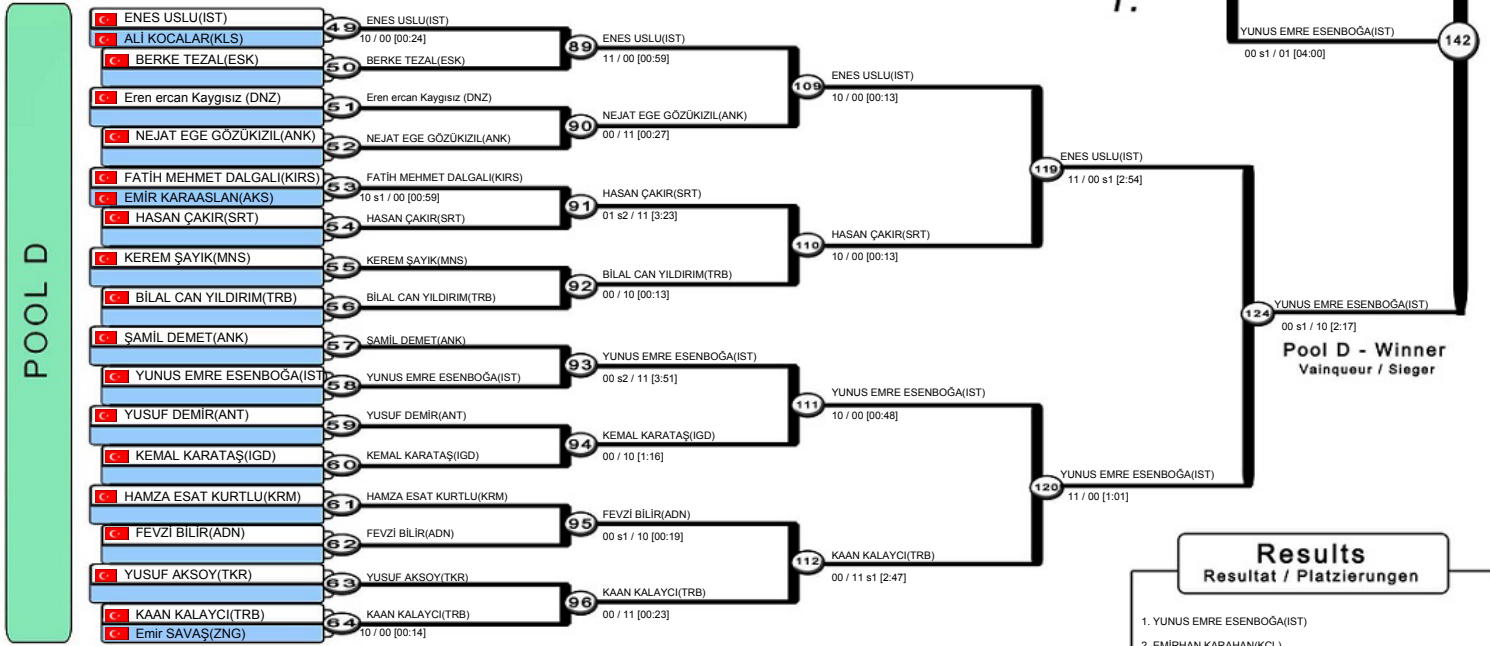 POOL D
ENES USLU(IST)
ALİ KOCALAR(KLS)
BERKE TEZAL(ESK)
Eren ercan Kaygısız (DNZ)
NEJAT EGE GÖZÜKIZIL(ANK)
FATİH MEHMET DALGALI(KIRS)
EMİR KARAASLAN(AKS)
HASAN ÇAKIR(SRT)
KEREM ŞAYIK(MNS)
BİLAL CAN YILDIRIM(TRB)
ŞAMİL DEMET(ANK)
YUNUS EMRE ESENBOĞA(IST
YUSUF DEMİR(ANT)
KEMAL KARATAŞ(IGD)
HAMZA ESAT KURTLU(KRM)
FEVZİ BİLİR(ADN)
YUSUF AKSOY(TKR)
KAAN KALAYCI(TRB)
Emir SAVAŞ(ZNG)
49
ENES USLU(IST)
10 / 00 [00:24]
50
BERKE TEZAL(ESK)
51
Eren ercan Kaygısız (DNZ)
52
NEJAT EGE GÖZÜKIZIL(ANK)
53
FATİH MEHMET DALGALI(KIRS)
10 s1 / 00 [00:59]
54
HASAN ÇAKIR(SRT)
55
KEREM ŞAYIK(MNS)
56
BİLAL CAN YILDIRIM(TRB)
57
ŞAMİL DEMET(ANK)
58
YUNUS EMRE ESENBOĞA(IST)
59
YUSUF DEMİR(ANT)
60
KEMAL KARATAŞ(IGD)
61
HAMZA ESAT KURTLU(KRM)
62
FEVZİ BİLİR(ADN)
63
YUSUF AKSOY(TKR)
64
KAAN KALAYCI(TRB)
10 / 00 [00:14]
89
ENES USLU(IST)
11 / 00 [00:59]
90
NEJAT EGE GÖZÜKIZIL(ANK)
00 / 11 [00:27]
91
HASAN ÇAKIR(SRT)
01 s2 / 11 [3:23]
92
BİLAL CAN YILDIRIM(TRB)
00 / 10 [00:13]
93
YUNUS EMRE ESENBOĞA(IST)
00 s2 / 11 [3:51]
94
KEMAL KARATAŞ(IGD)
00 / 10 [1:16]
95
FEVZİ BİLİR(ADN)
00 s1 / 10 [00:19]
96
KAAN KALAYCI(TRB)
00 / 11 [00:23]
109
ENES USLU(IST)
10 / 00 [00:13]
110
HASAN ÇAKIR(SRT)
10 / 00 [00:13]
111
YUNUS EMRE ESENBOĞA(IST)
10 / 00 [00:48]
112
KAAN KALAYCI(TRB)
00 / 11 s1 [2:47]
119
ENES USLU(IST)
11 / 00 s1 [2:54]
120
YUNUS EMRE ESENBOĞA(IST)
11 / 00 [1:01]
124
YUNUS EMRE ESENBOĞA(IST)
00 s1 / 10 [2:17]
Pool D - Winner
Vainqueur / Sieger
YUNUS EMRE ESENBOĞA(IST)
00 s1 / 01 [04:00]
142
Results
Resultat / Platzierungen
1. YUNUS EMRE ESENBOĞA(IST)
2. EMİRHAN KARAHAN(KCL)